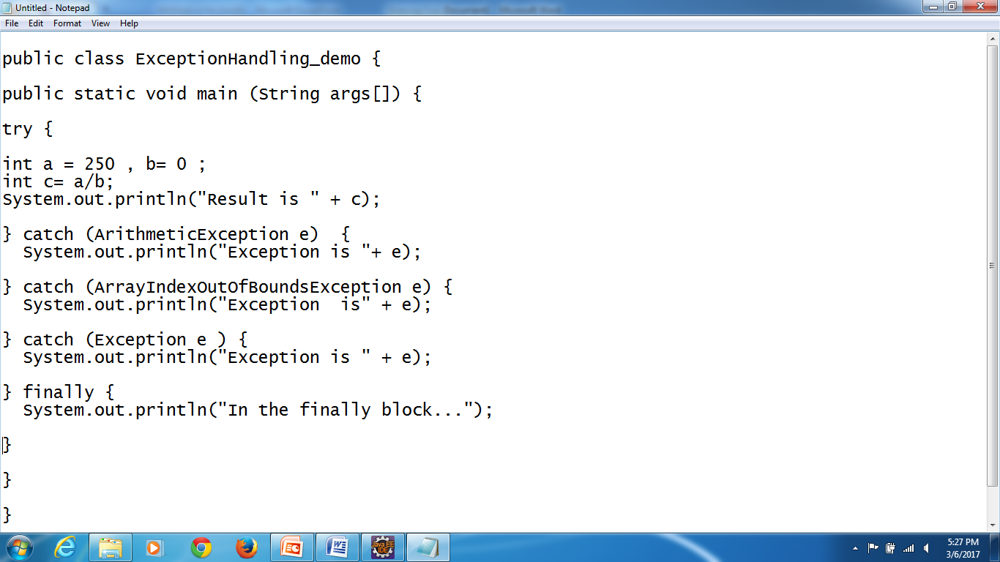 Untitled - Notepad
File Edit Format View Help
public class ExceptionHandling_demo {
public static void main (String args[]) {
try {
int a = 250 , b= 0 ;
int c= a/b;
System.out.println("Result is " + c);
} catch (ArithmeticException e)  {
  System.out.println("Exception is "+ e);
} catch (ArrayIndexOutOfBoundsException e) {
  System.out.println("Exception  is" + e);
} catch (Exception e ) {
  System.out.println("Exception is " + e);
} finally {
  System.out.println("In the finally block...");
}
}
}
Java EE
IDE
5:27 PM
3/6/2017